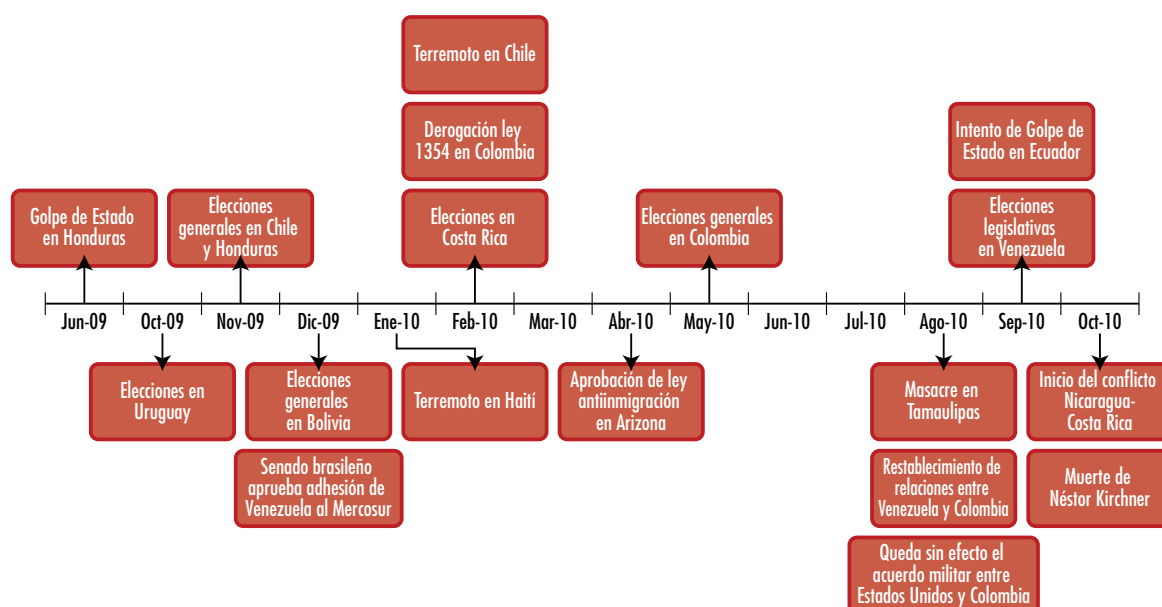 Terremoto en Chile
Derogación ley
1354 en Colombia
Intento de Golpe de
Estado en Ecuador
Golpe de Estado
en Honduras
Elecciones
generales en Chile
y Honduras
Elecciones en
Costa Rica
Elecciones generales
en Colombia
Elecciones
legislativas
en Venezuela
Jun-09 Oct-09 Nov-09 Dic-09 Ene-10 Feb-10 Mar-10 Abr-10 May-10 Jun-10 Jul-10 Ago-10 Sep-10 Oct-10
Elecciones en
Uruguay
Elecciones
generales
en Bolivia
Terremoto en Haití
Aprobación de ley
antiinmigración
en Arizona
Masacre en
Tamaulipas
Inicio del conflicto
Nicaragua-
Costa Rica
Senado brasileño
aprueba adhesión de
Venezuela al Mercosur
Restablecimiento de
relaciones entre
Venezuela y Colombia
Muerte de
Néstor Kirchner
Queda sin efecto el
acuerdo militar entre
Estados Unidos y Colombia